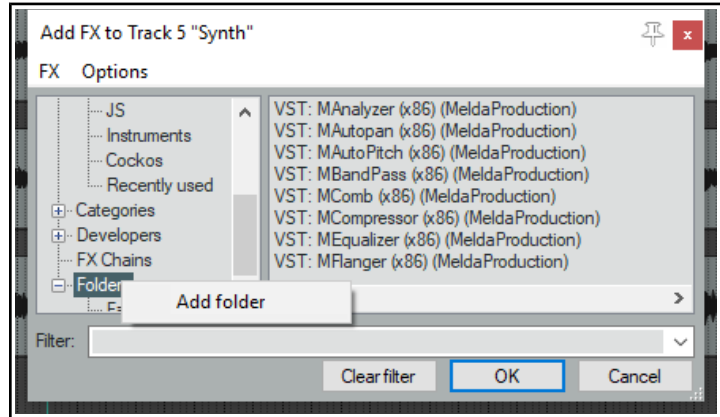 Add FX to Track 5 "Synth"
x
FX Options
JS
Instruments
Cockos
Recently used
Categories
Developers
FX Chains
Folder
VST: MAnalyzer (x86) (MeldaProduction)
VST: MAutopan (x86) (MeldaProduction)
VST: MAutoPitch (x86) (MeldaProduction)
VST: MBandPass (x86) (MeldaProduction)
VST: MComb (x86) (MeldaProduction)
VST: MCompressor (x86) (MeldaProduction)
VST: MEqualizer (x86) (MeldaProduction)
VST: MFlanger (x86) (MeldaProduction)
Add folder
Filter:
Clear filter OK Cancel